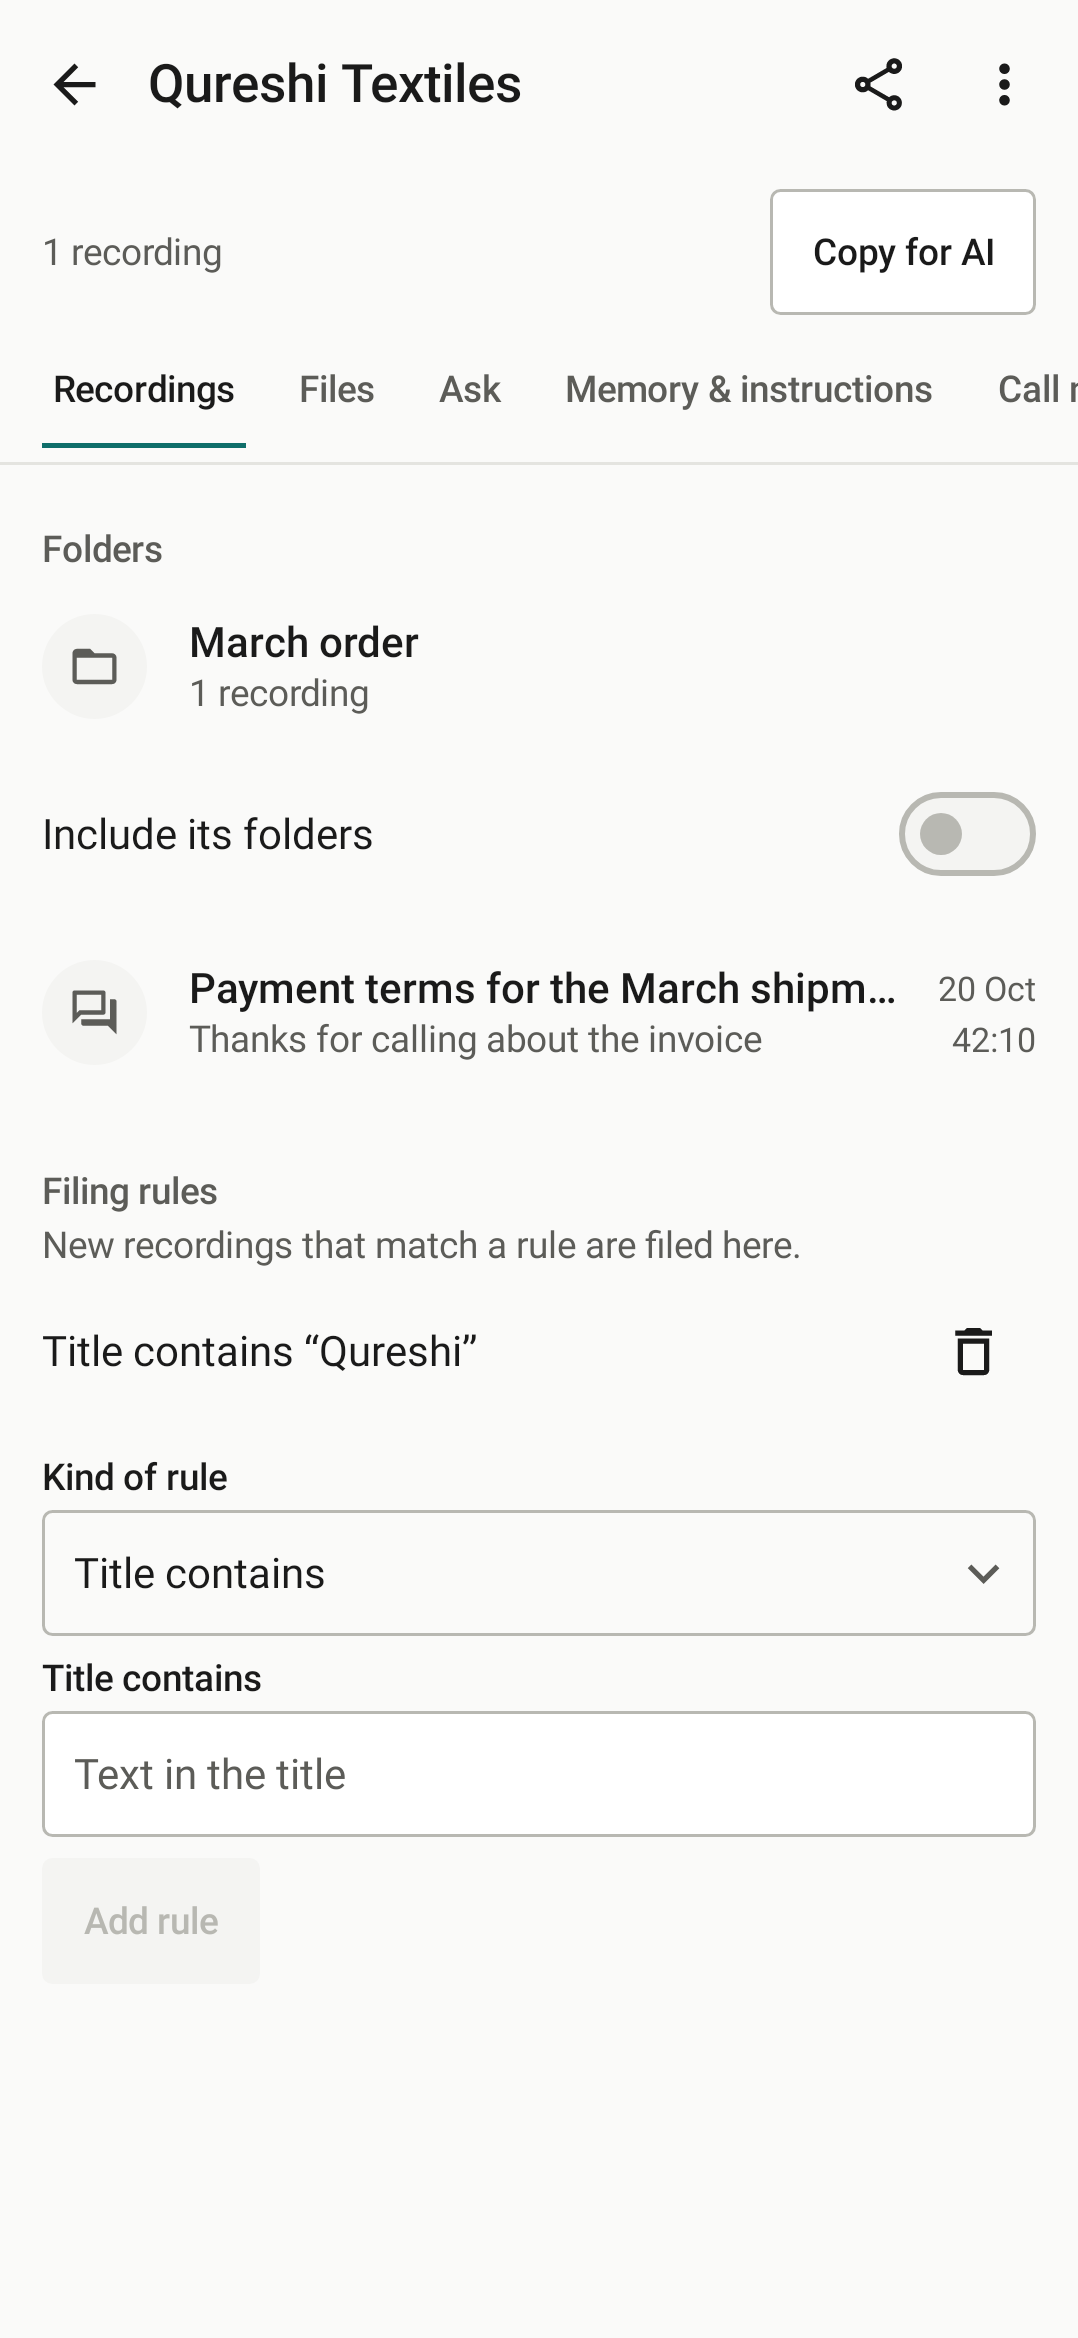 Qureshi Textiles
1 recording
Copy for AI
Recordings Files Ask Memory & instructions Call
Folders
March order
1 recording
Include its folders
Payment terms for the March shipm… 20 Oct
Thanks for calling about the invoice 42:10
Filing rules
New recordings that match a rule are filed here.
Title contains “Qureshi”
Kind of rule
Title contains
Title contains
Text in the title
Add rule